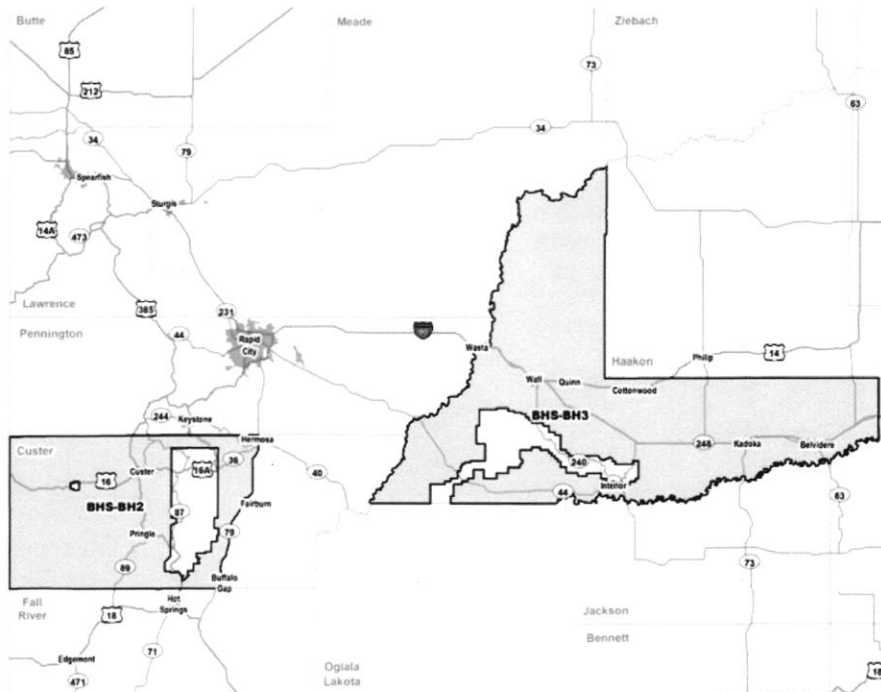 Butte
Meade
Ziebach
85
212
73
63
34
34
79
Spearfish
Sturgis
14A
473
Lawrence
Pennington
385
44
231
Rapid
City
90
Wasta
Haakon
Philip
14
Wall
Quinn
Cottonwood
BHS-BH3
244
Keystone
Hermosa
Custer
Custer
16
16A
36
40
BHS-BH2
87
Fairburn
Pringle
79
89
Buffalo
Gap
240
44
Interior
248
Kadoka
Belvidere
63
73
Fall
River
18
Hot
Springs
71
Edgemont
471
Oglala
Lakota
Jackson
Bennett
18